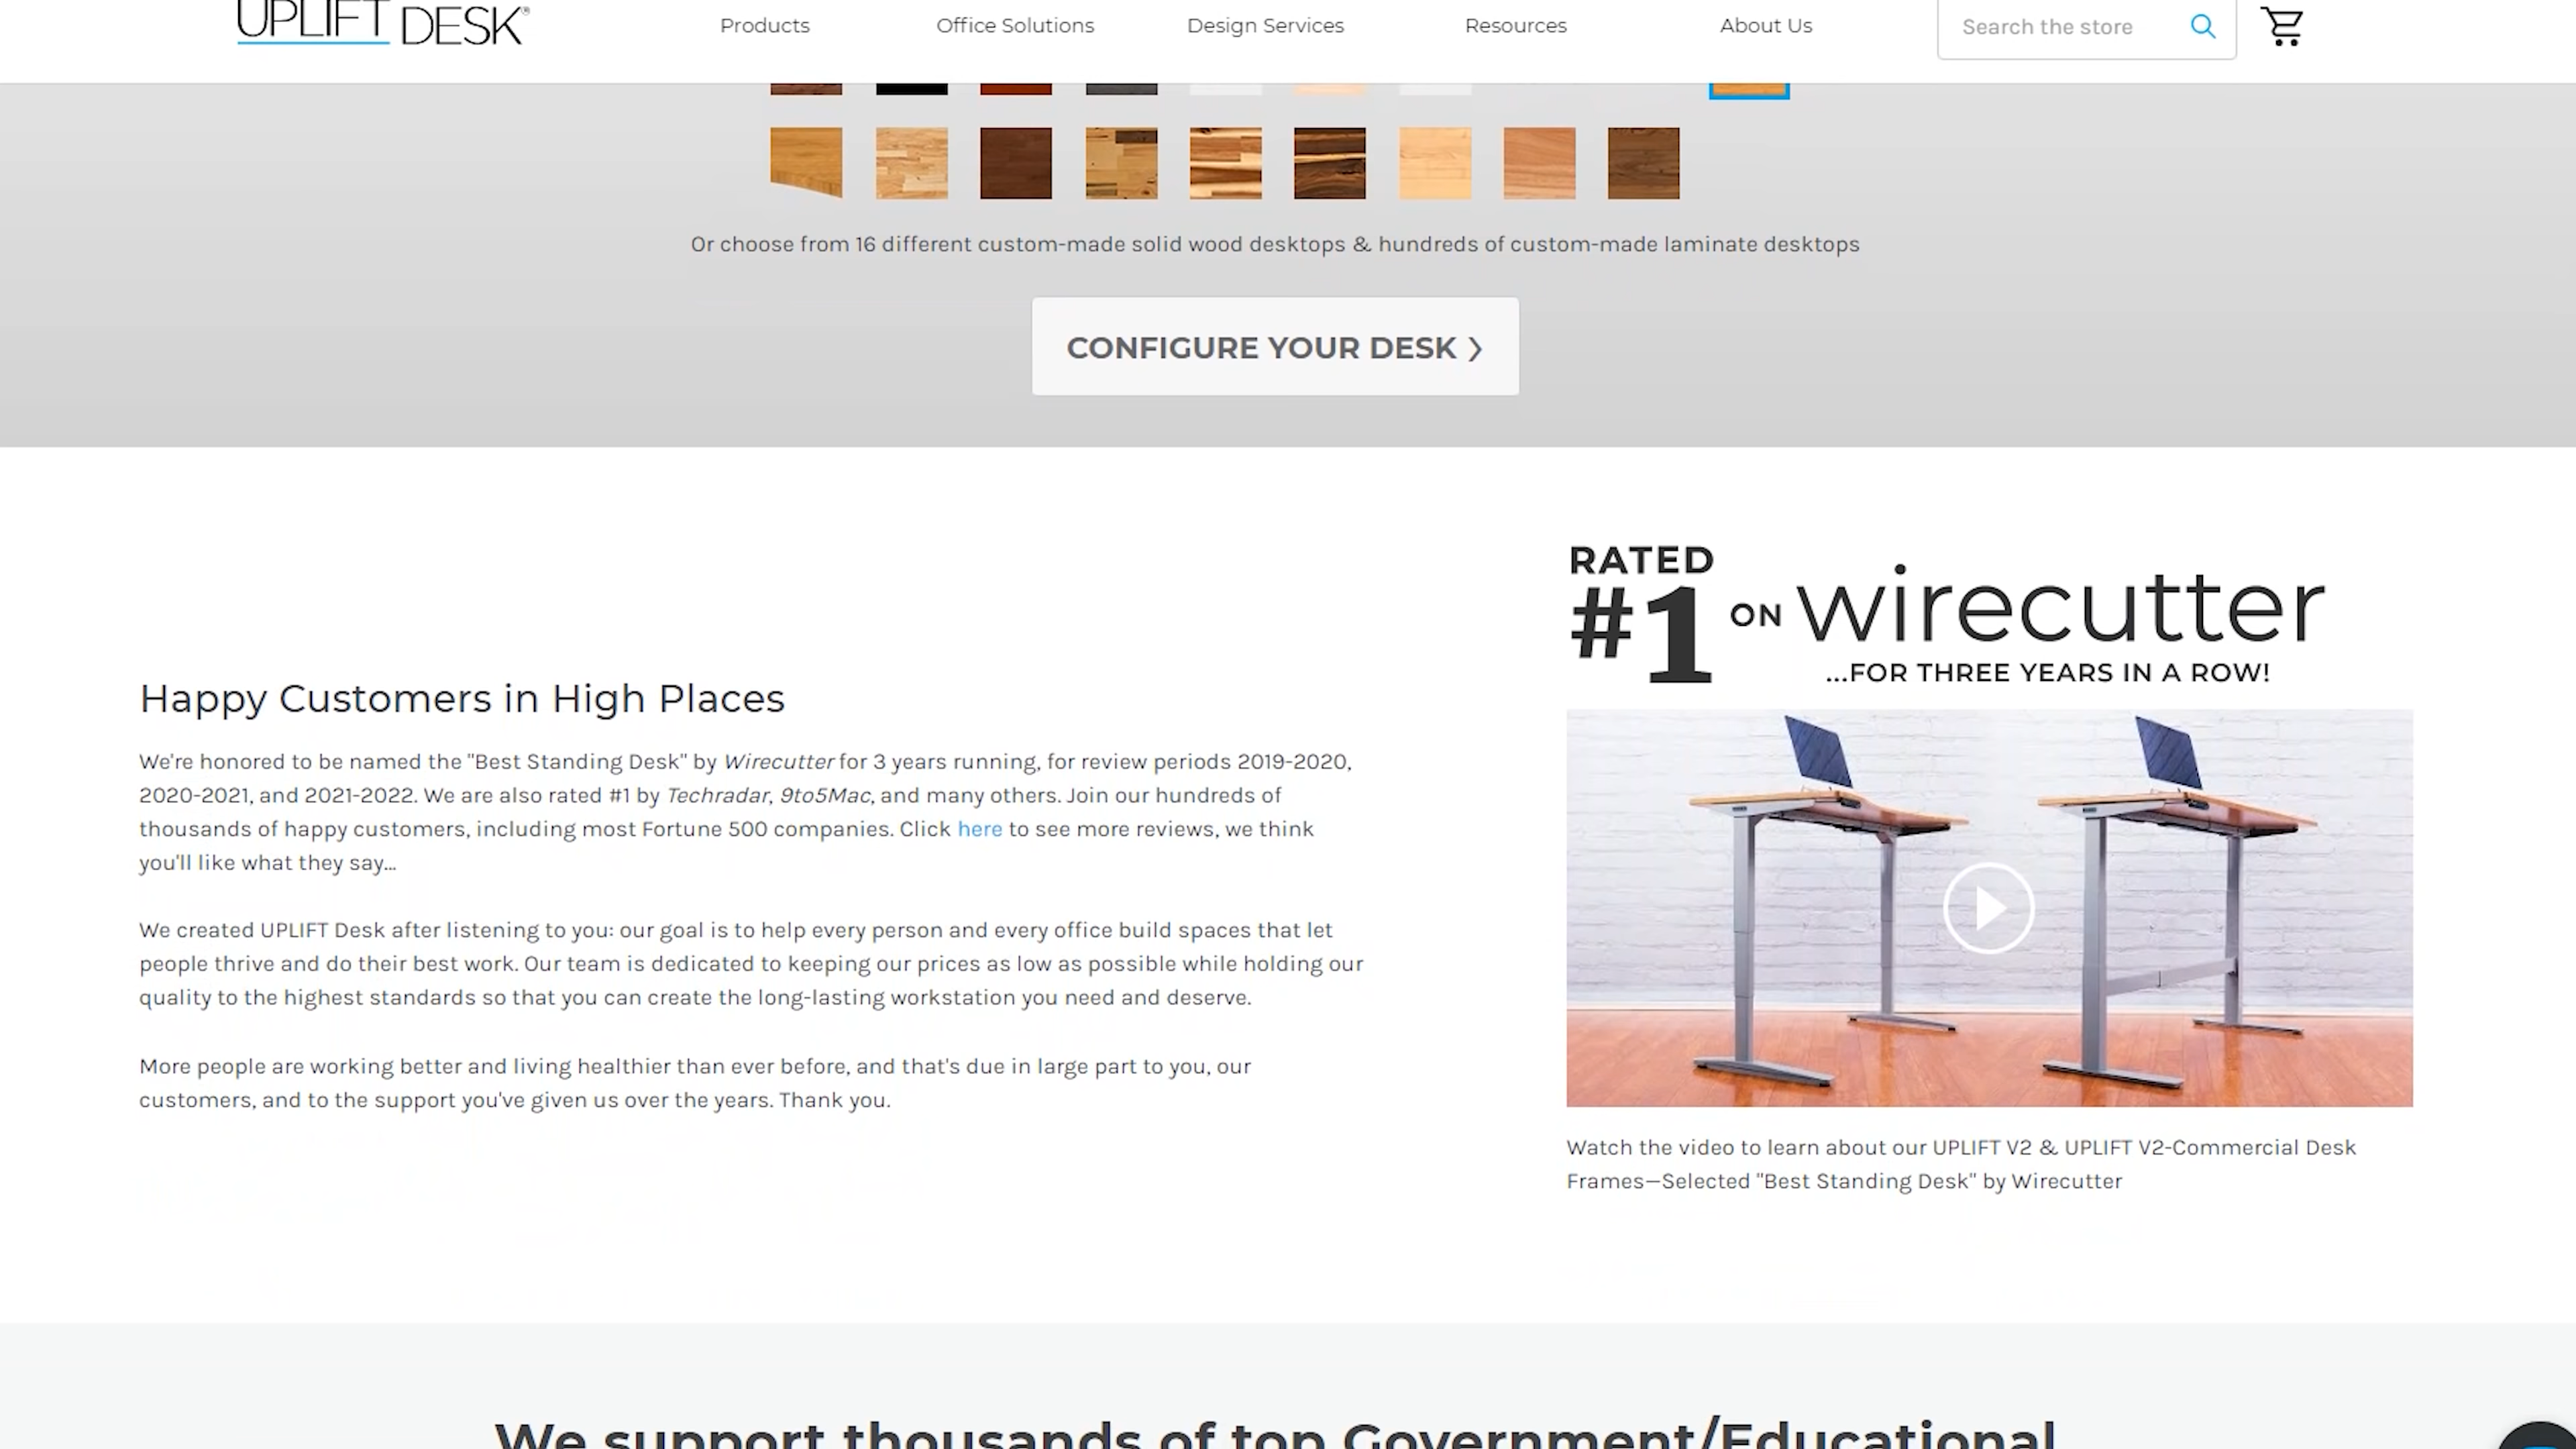 UPLIFT DESK®
Products
Office Solutions
Design Services
Resources
About Us
Search the store
Or choose from 16 different custom-made solid wood desktops & hundreds of custom-made laminate desktops
CONFIGURE YOUR DESK ›
RATED
#1 ON wirecutter
...FOR THREE YEARS IN A ROW!
Happy Customers in High Places
We're honored to be named the "Best Standing Desk" by Wirecutter for 3 years running, for review periods 2019-2020,
2020-2021, and 2021-2022. We are also rated #1 by Techradar, 9to5Mac, and many others. Join our hundreds of
thousands of happy customers, including most Fortune 500 companies. Click here to see more reviews, we think
you'll like what they say...
We created UPLIFT Desk after listening to you: our goal is to help every person and every office build spaces that let
people thrive and do their best work. Our team is dedicated to keeping our prices as low as possible while holding our
quality to the highest standards so that you can create the long-lasting workstation you need and deserve.
More people are working better and living healthier than ever before, and that's due in large part to you, our
customers, and to the support you've given us over the years. Thank you.
Watch the video to learn about our UPLIFT V2 & UPLIFT V2-Commercial Desk
Frames—Selected "Best Standing Desk" by Wirecutter
We support thousands of top Government/Educational